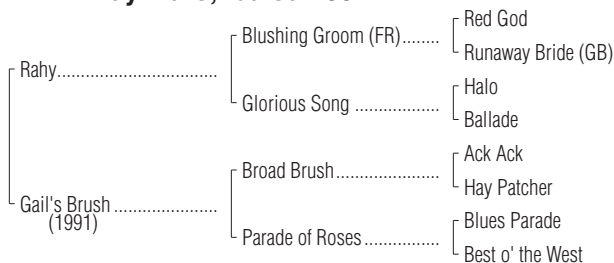 Blushing Groom (FR)........
Red God
Runaway Bride (GB)
Rahy.................................
Glorious Song .................
Halo
Ballade
Broad Brush.....................
Ack Ack
Hay Patcher
Gail's Brush .....................
(1991)
Parade of Roses...............
Blues Parade
Best o' the West